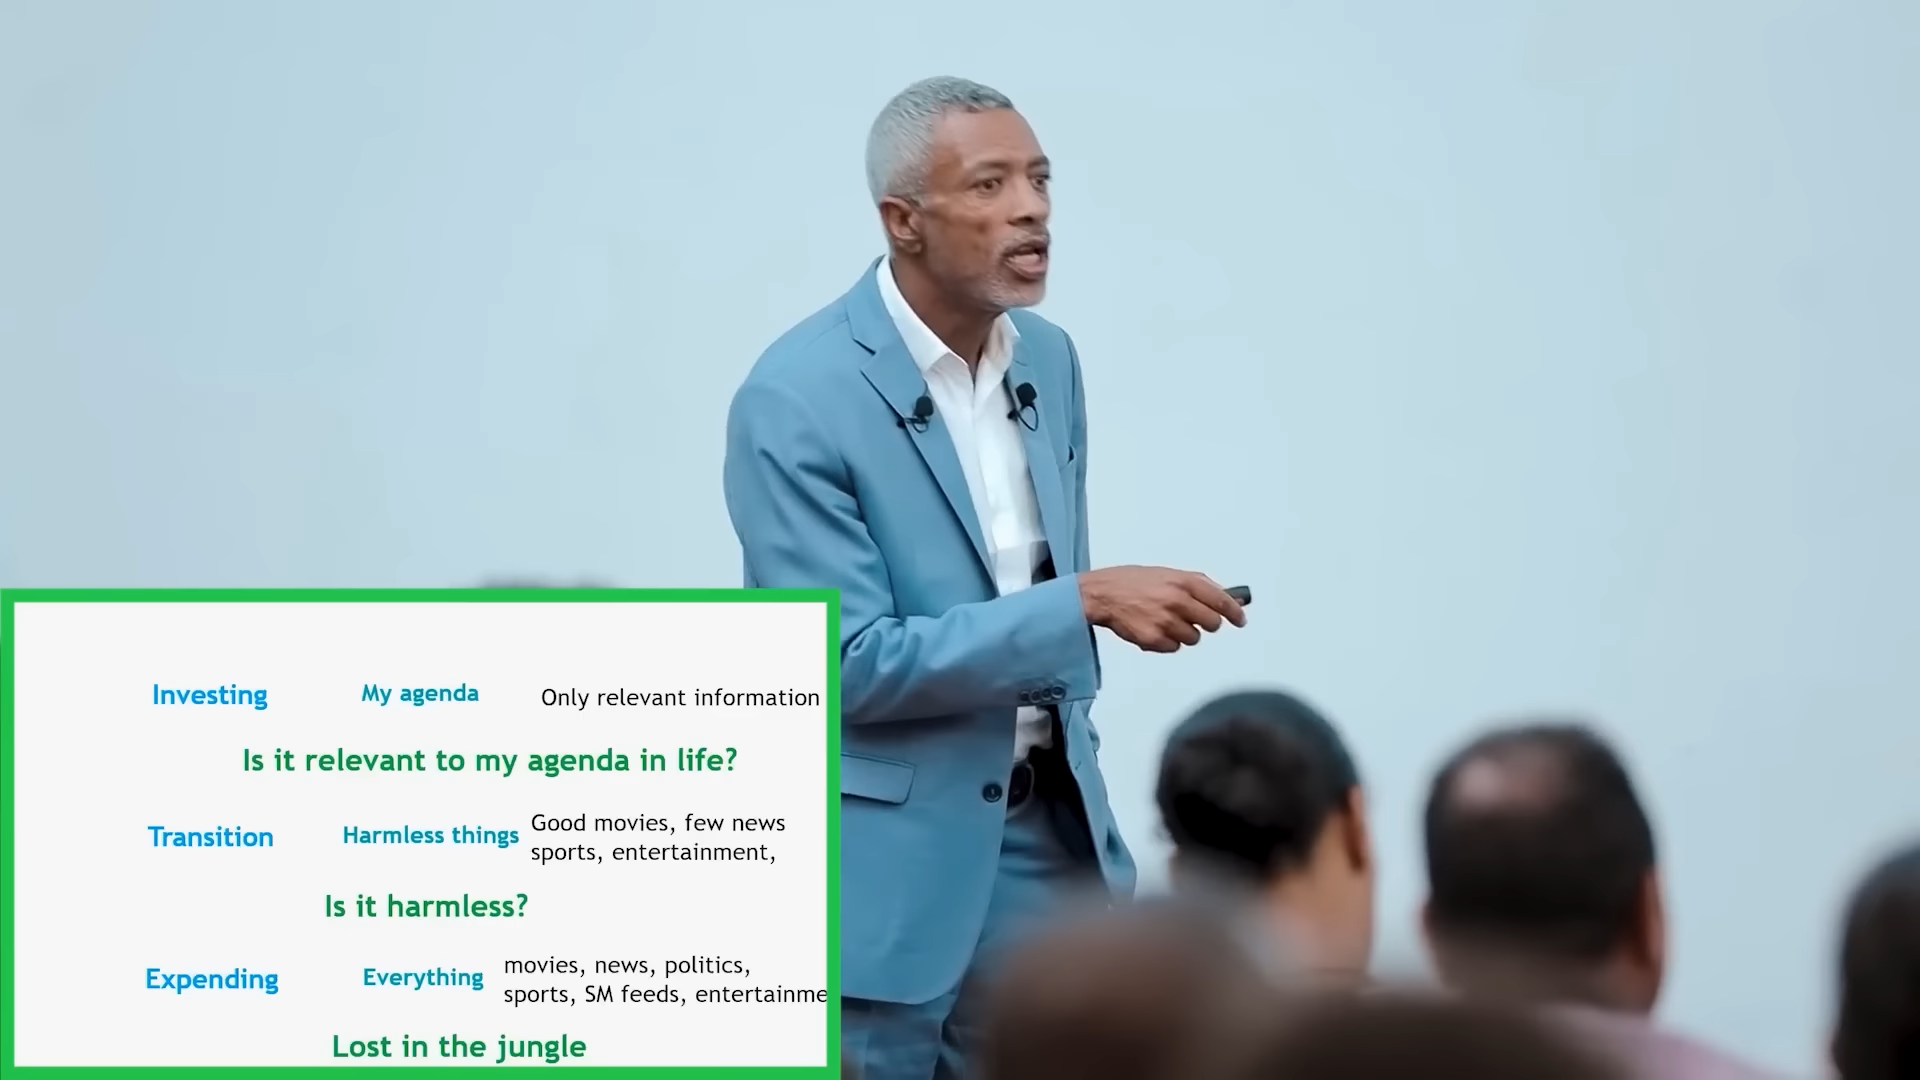 Investing My agenda Only relevant information
Is it relevant to my agenda in life?
Transition Harmless things Good movies, few news
sports, entertainment,
Is it harmless?
Expending Everything movies, news, politics,
sports, SM feeds, entertainme
Lost in the jungle